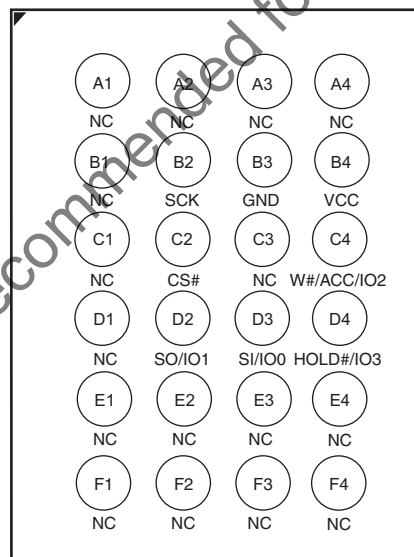 ecommended fo
A1 A2 A3 A4
NC NC NC NC
B1 B2 B3 B4
NC SCK GND VCC
C1 C2 C3 C4
NC CS# NC W#/ACC/IO2
D1 D2 D3 D4
NC SO/IO1 SI/IO0 HOLD#/IO3
E1 E2 E3 E4
NC NC NC NC
F1 F2 F3 F4
NC NC NC NC